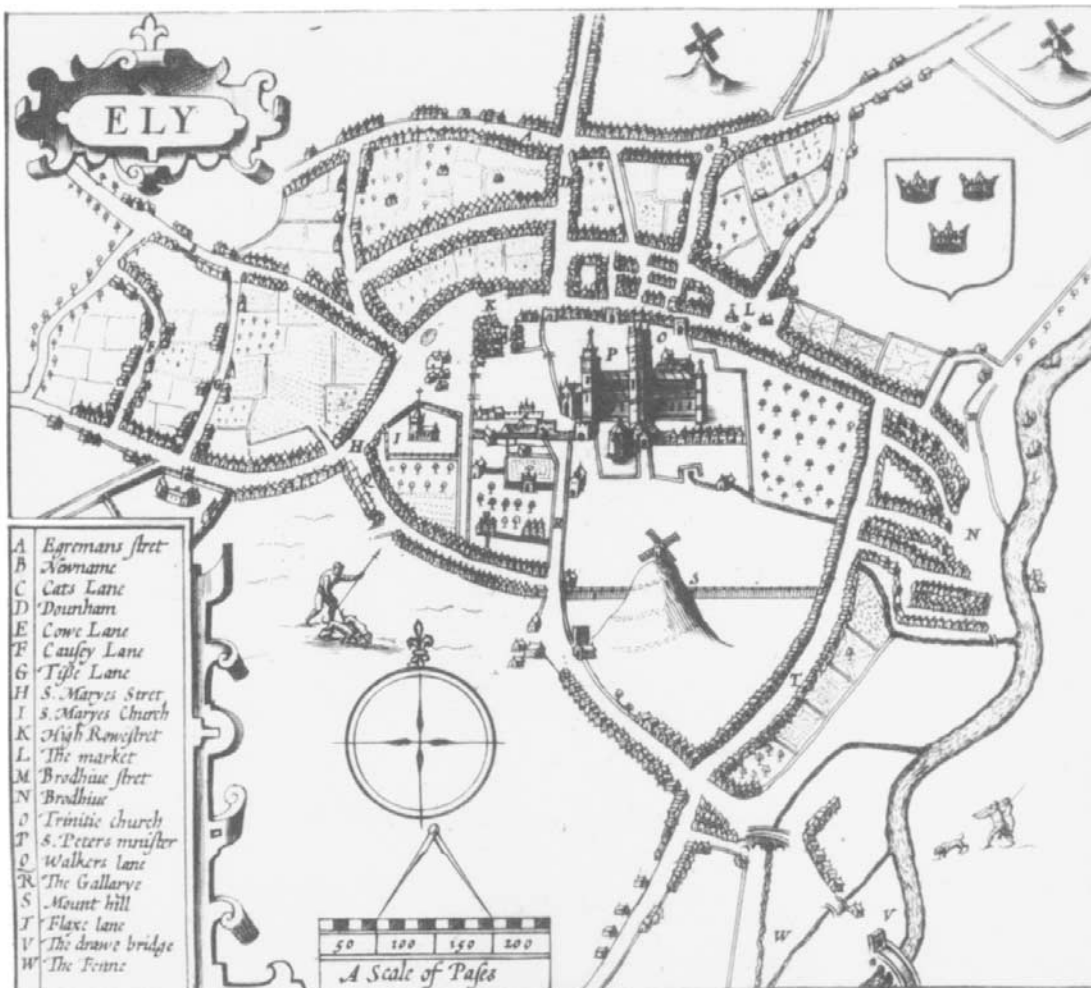 ELY
A Egremans stret
B Newname
C Cats Lane
D Dounham
E Cowe Lane
F Causey Lane
G Tisse Lane
H S. Maryes Stret
I S. Maryes Church
K High Rowestret
L The market
M Brodhiue stret
N Brodhiue
O Trinitie church
P S. Peters minster
Q Walkers lane
R The Gallarye
S Mount hill
T Flaxe lane
V The drawe bridge
W The Fenne
50 100 150 200
A Scale of Pases
A
B
C
K
L
P
O
I
H
N
S
T
V
W